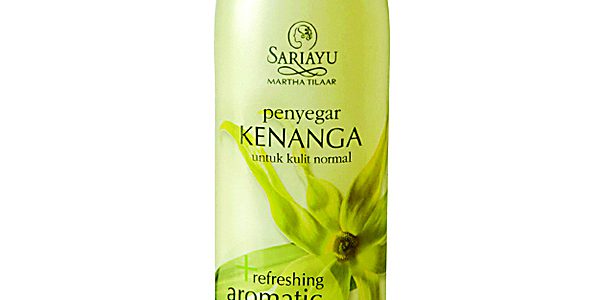 SARIAYU
MARTHA TILAAR
penyegar
KENANGA
untuk kulit normal
+refreshing
aromatic